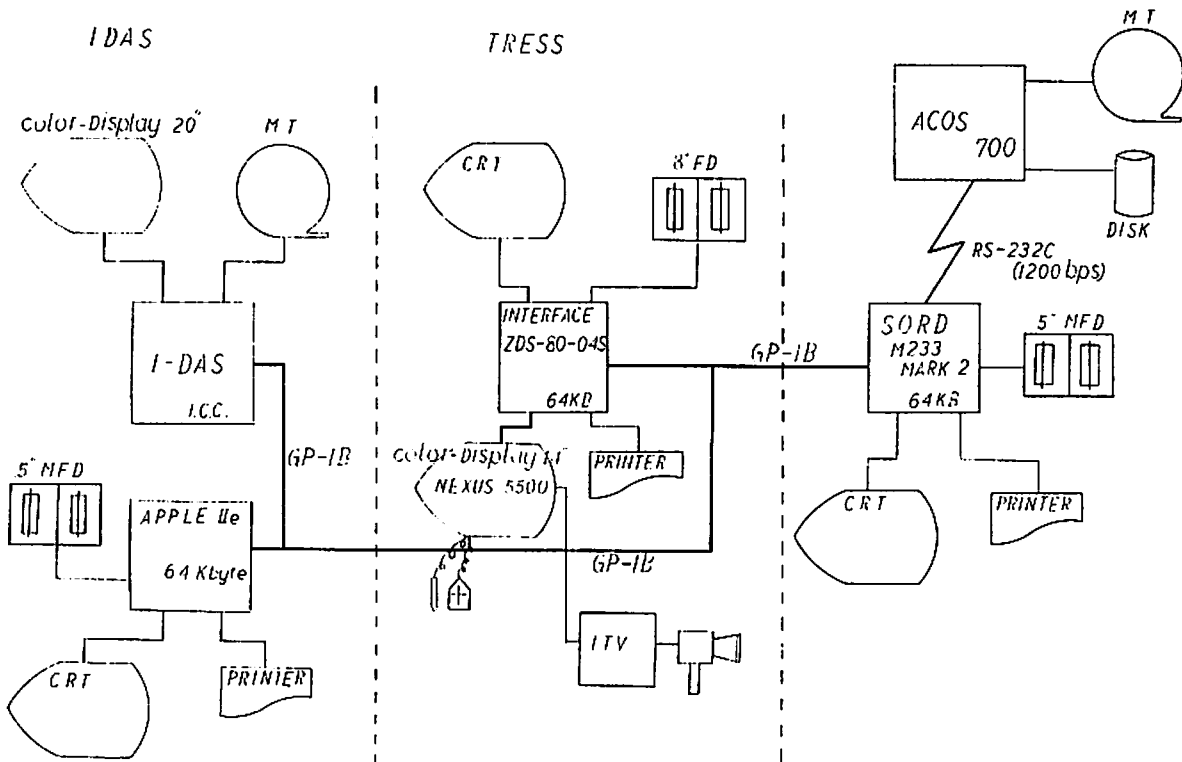 IDAS
TRESS
MT
ACOS
700
DISK
RS-232C
(1200 bps)
color-Display 20"
MT
CRT
8" FD
I-DAS
I.C.C.
INTERFACE
ZDS-80-04S
64KB
GP-IB
SORD
M233
MARK 2
64KB
5" MFD
GP-IB
color-Display
NEXUS 5500
PRINTER
CRT
PRINTER
5" MFD
APPLE IIe
64 Kbyte
GP-IB
ITV
CRT
PRINTER